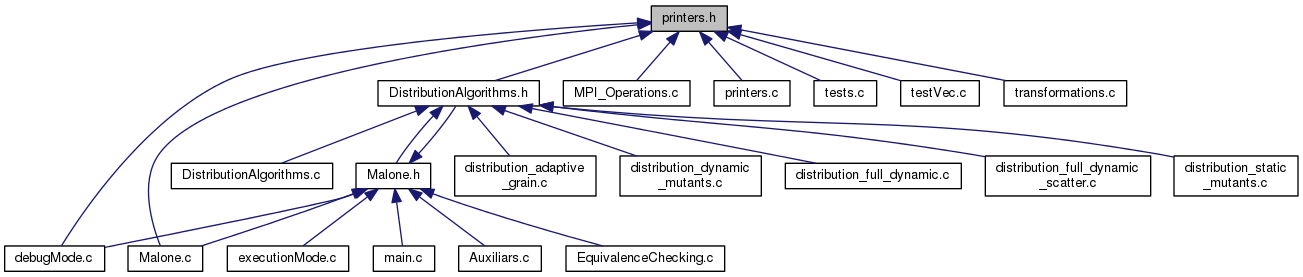 printers.h
DistributionAlgorithms.h
MPI_Operations.c
printers.c
tests.c
testVec.c
transformations.c
DistributionAlgorithms.c
Malone.h
distribution_adaptive
_grain.c
distribution_dynamic
_mutants.c
distribution_full_dynamic.c
distribution_full_dynamic
_scatter.c
distribution_static
_mutants.c
debugMode.c
Malone.c
executionMode.c
main.c
Auxiliars.c
EquivalenceChecking.c